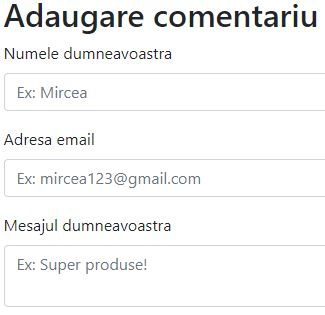 Adaugare comentariu
Numele dumneavoastra
Ex: Mircea
Adresa email
Ex: mircea123@gmail.com
Mesajul dumneavoastra
Ex: Super produse!